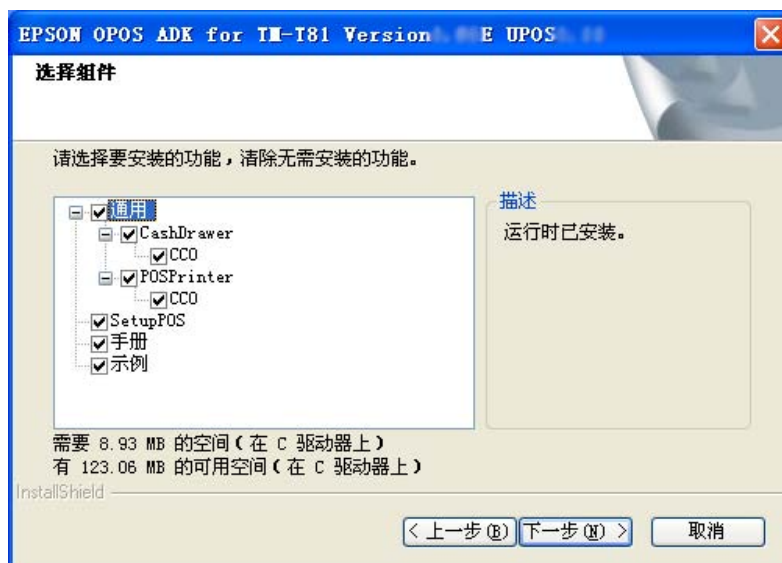 EPSON OPOS ADK for TM-T81 Version E UPOS
选择组件
请选择要安装的功能，清除无需安装的功能。
通用
CashDrawer
CCO
POSPrinter
CCO
SetupPOS
手册
示例
描述
运行时已安装。
需要 8.93 MB 的空间(在 C 驱动器上)
有 123.06 MB 的可用空间(在 C 驱动器上)
InstallShield
< 上一步(B)
下一步(N) >
取消